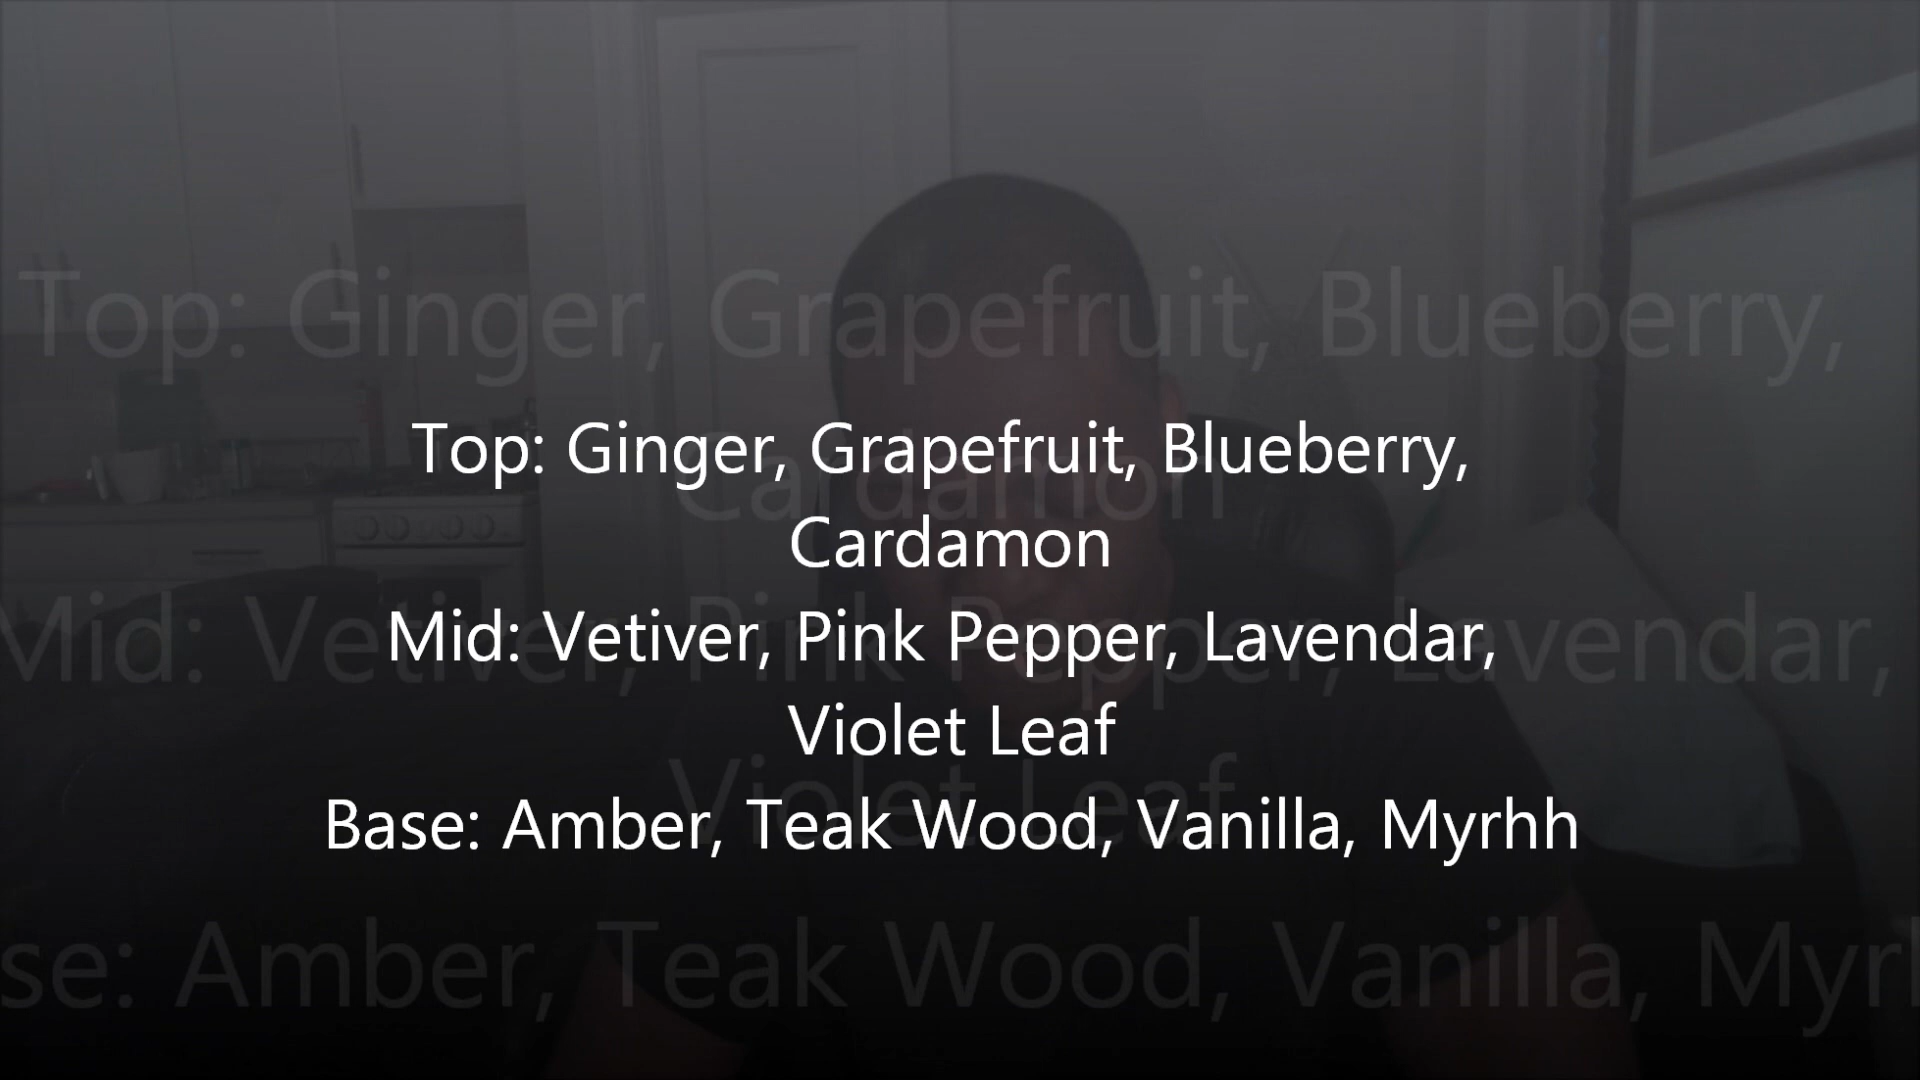 Top: Ginger, Grapefruit, Blueberry,
Cardamon
Mid: Vetiver, Pink Pepper, Lavendar,
Violet Leaf
Base: Amber, Teak Wood, Vanilla, Myrhh